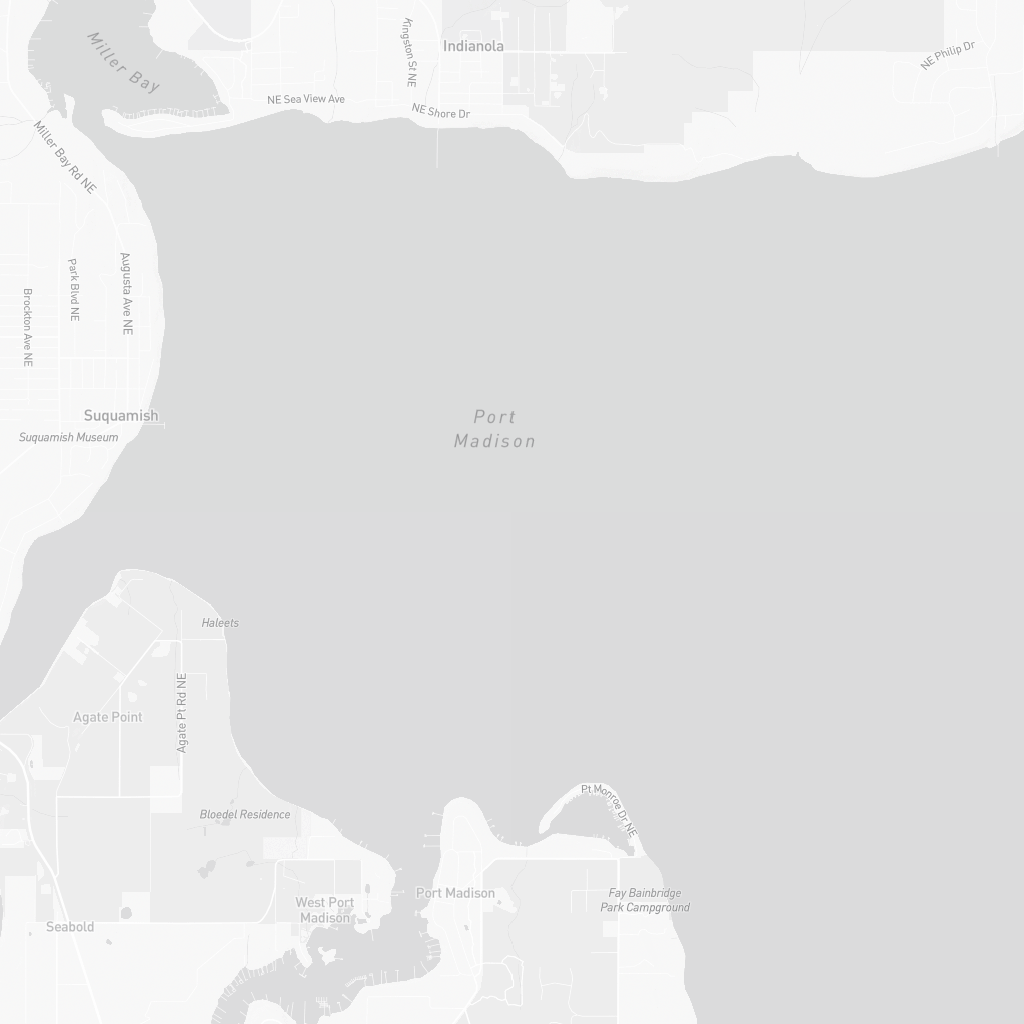 Miller Bay
Indianola
Kingston St NE
NE Philip Dr
NE Sea View Ave
NE Shore Dr
Miller Bay Rd NE
Augusta Ave NE
Park Blvd NE
Brockton Ave NE
Suquamish
Suquamish Museum
Port
Madison
Haleets
Agate Pt Rd NE
Agate Point
Pt Monroe Dr NE
Bloedel Residence
Port Madison
Fay Bainbridge
Park Campground
West Port
Madison
Seabold